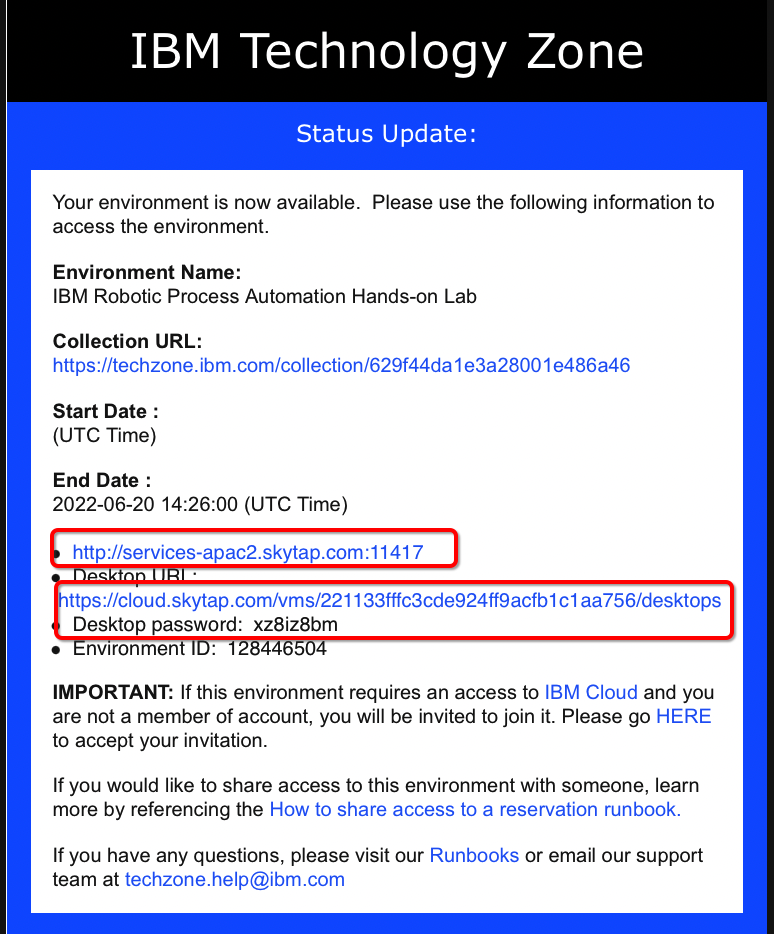 IBM Technology Zone
Status Update:
Your environment is now available.  Please use the following information to
access the environment.
Environment Name:
IBM Robotic Process Automation Hands-on Lab
Collection URL:
https://techzone.ibm.com/collection/629f44da1e3a28001e486a46
Start Date :
(UTC Time)
End Date :
2022-06-20 14:26:00 (UTC Time)
• http://services-apac2.skytap.com:11417
• Desktop URL:
https://cloud.skytap.com/vms/221133fffc3cde924ff9acfb1c1aa756/desktops
• Desktop password:  xz8iz8bm
• Environment ID:  128446504
IMPORTANT: If this environment requires an access to IBM Cloud and you
are not a member of account, you will be invited to join it. Please go HERE
to accept your invitation.
If you would like to share access to this environment with someone, learn
more by referencing the How to share access to a reservation runbook.
If you have any questions, please visit our Runbooks or email our support
team at techzone.help@ibm.com